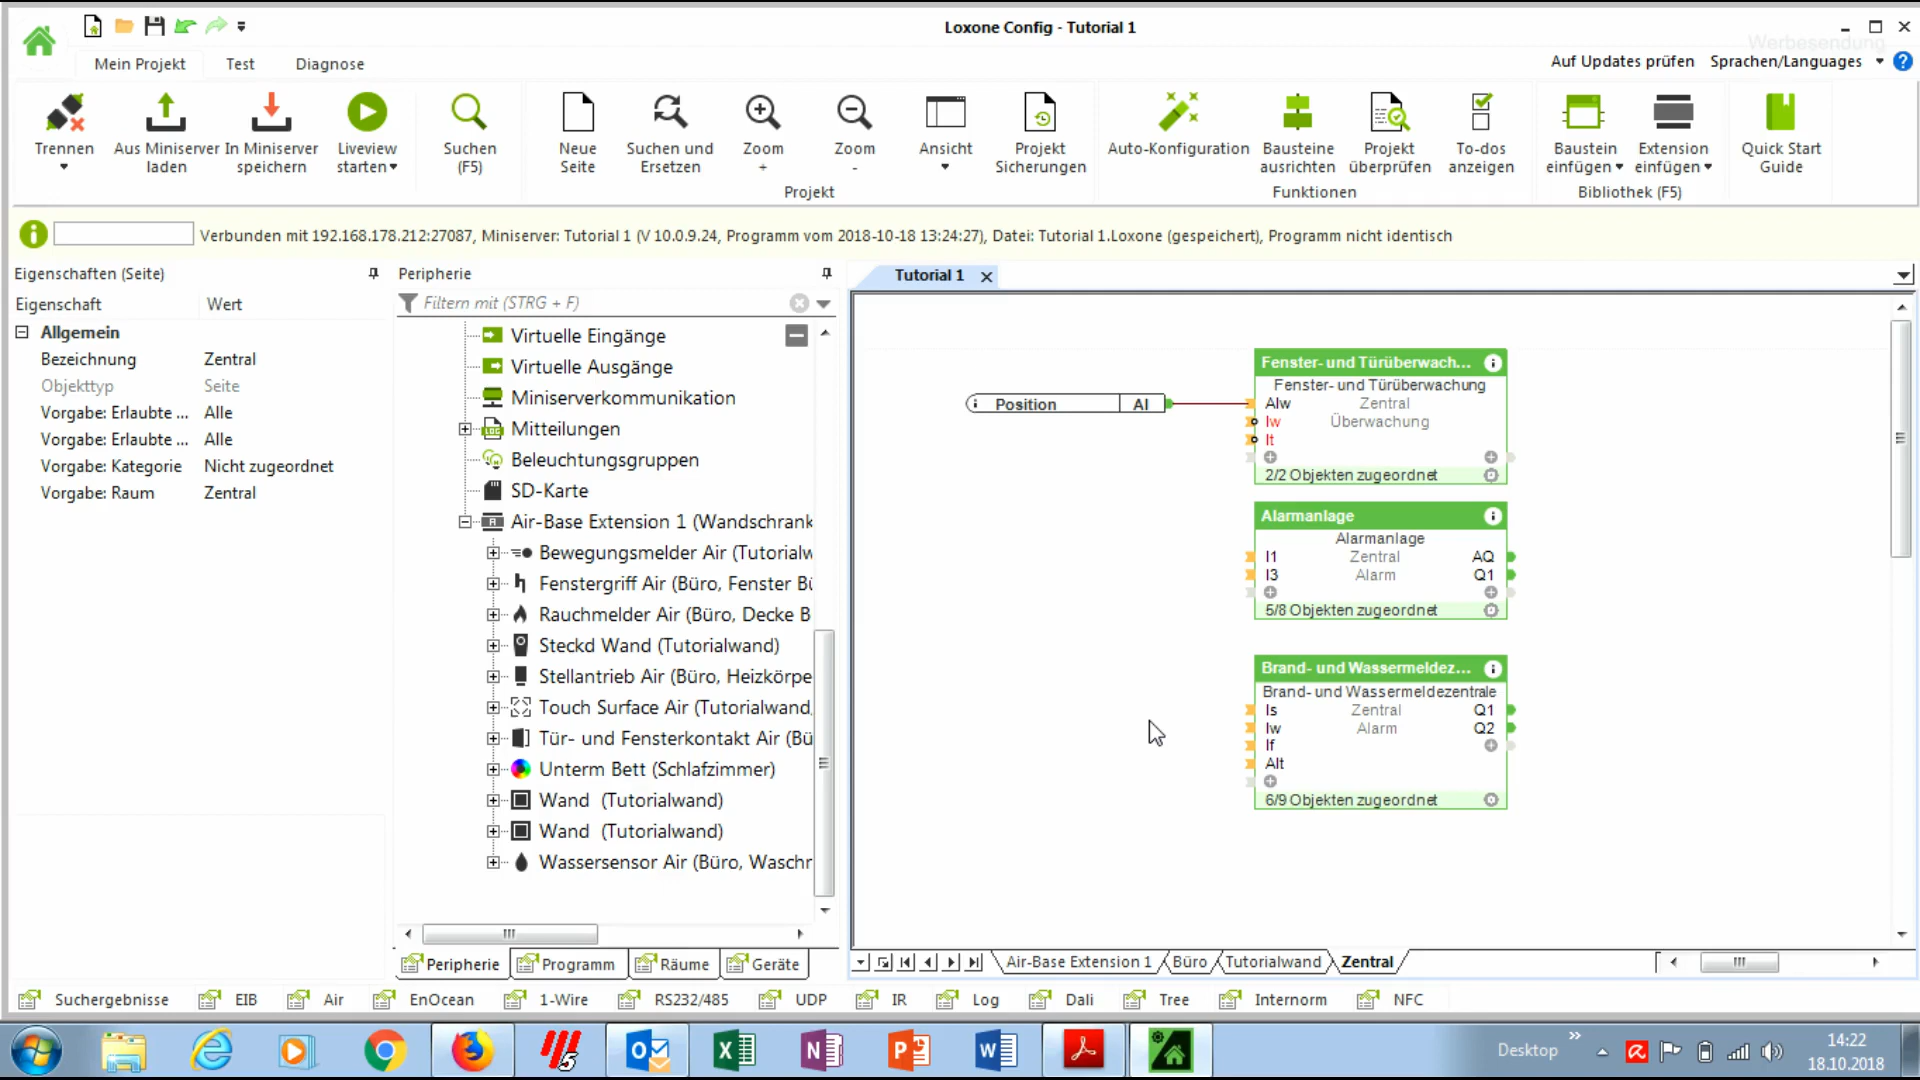 Loxone Config - Tutorial 1
Werbesendung
Mein Projekt
Test
Diagnose
Auf Updates prüfen
Sprachen/Languages
Trennen
Aus Miniserver laden
In Miniserver speichern
Liveview starten
Suchen (F5)
Neue Seite
Suchen und Ersetzen
Zoom +
Zoom -
Ansicht
Projekt Sicherungen
Projekt
Auto-Konfiguration
Bausteine ausrichten
Projekt überprüfen
To-dos anzeigen
Funktionen
Baustein einfügen
Extension einfügen
Bibliothek (F5)
Quick Start Guide
Verbunden mit 192.168.178.212:27087, Miniserver: Tutorial 1 (V 10.0.9.24, Programm vom 2018-10-18 13:24:27), Datei: Tutorial 1.Loxone (gespeichert), Programm nicht identisch
Eigenschaften (Seite)
Eigenschaft Wert
Allgemein
Bezeichnung Zentral
Objekttyp Seite
Vorgabe: Erlaubte ... Alle
Vorgabe: Erlaubte ... Alle
Vorgabe: Kategorie Nicht zugeordnet
Vorgabe: Raum Zentral
Peripherie
Filtern mit (STRG + F)
Virtuelle Eingänge
Virtuelle Ausgänge
Miniserverkommunikation
Mitteilungen
Beleuchtungsgruppen
SD-Karte
Air-Base Extension 1 (Wandschrank
Bewegungsmelder Air (Tutorialw
Fenstergriff Air (Büro, Fenster Bü
Rauchmelder Air (Büro, Decke B
Steckd Wand (Tutorialwand)
Stellantrieb Air (Büro, Heizkörpe
Touch Surface Air (Tutorialwand,
Tür- und Fensterkontakt Air (Bü
Unterm Bett (Schlafzimmer)
Wand (Tutorialwand)
Wand (Tutorialwand)
Wassersensor Air (Büro, Waschr
Peripherie
Programm
Räume
Geräte
Tutorial 1
Position AI
Fenster- und Türüberwach...
Fenster- und Türüberwachung
AIw Zentral
Iw Überwachung
It
2/2 Objekten zugeordnet
Alarmanlage
Alarmanlage
I1 Zentral AQ
I3 Alarm Q1
5/8 Objekten zugeordnet
Brand- und Wassermeldez...
Brand- und Wassermeldezentrale
Is Zentral Q1
Iw Alarm Q2
If
Alt
6/9 Objekten zugeordnet
Air-Base Extension 1
Büro
Tutorialwand
Zentral
Suchergebnisse
EIB
Air
EnOcean
1-Wire
RS232/485
UDP
IR
Log
Dali
Tree
Internorm
NFC
Desktop
14:22
18.10.2018